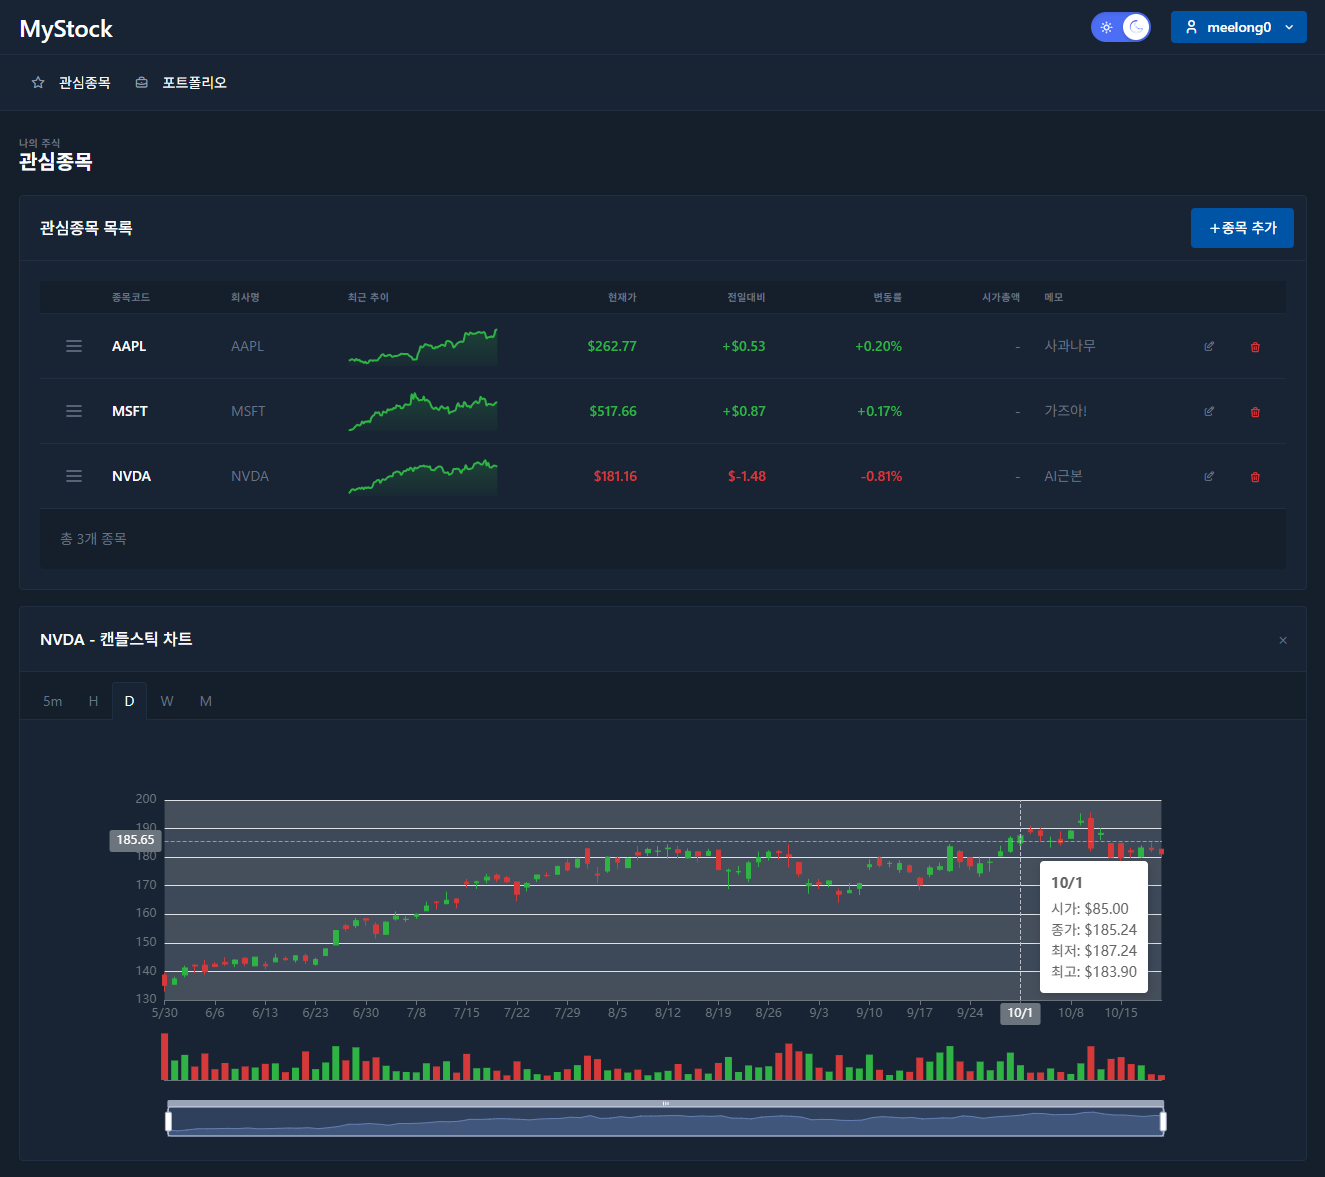 MyStock
meelong0
관심종목 포트폴리오
나의 주식
관심종목
관심종목 목록
+종목 추가
종목코드 회사명 최근 추이 현재가 전일대비 변동률 시가총액 메모
AAPL AAPL $262.77 +$0.53 +0.20% - 사과나무
MSFT MSFT $517.66 +$0.87 +0.17% - 가즈아!
NVDA NVDA $181.16 $-1.48 -0.81% - AI근본
총 3개 종목
NVDA - 캔들스틱 차트
×
5m H D W M
200
190
185.65
180
170
160
150
140
130
10/1
시가: $85.00
종가: $185.24
최저: $187.24
최고: $183.90
5/30 6/6 6/13 6/23 6/30 7/8 7/15 7/22 7/29 8/5 8/12 8/19 8/26 9/3 9/10 9/17 9/24 10/1 10/8 10/15